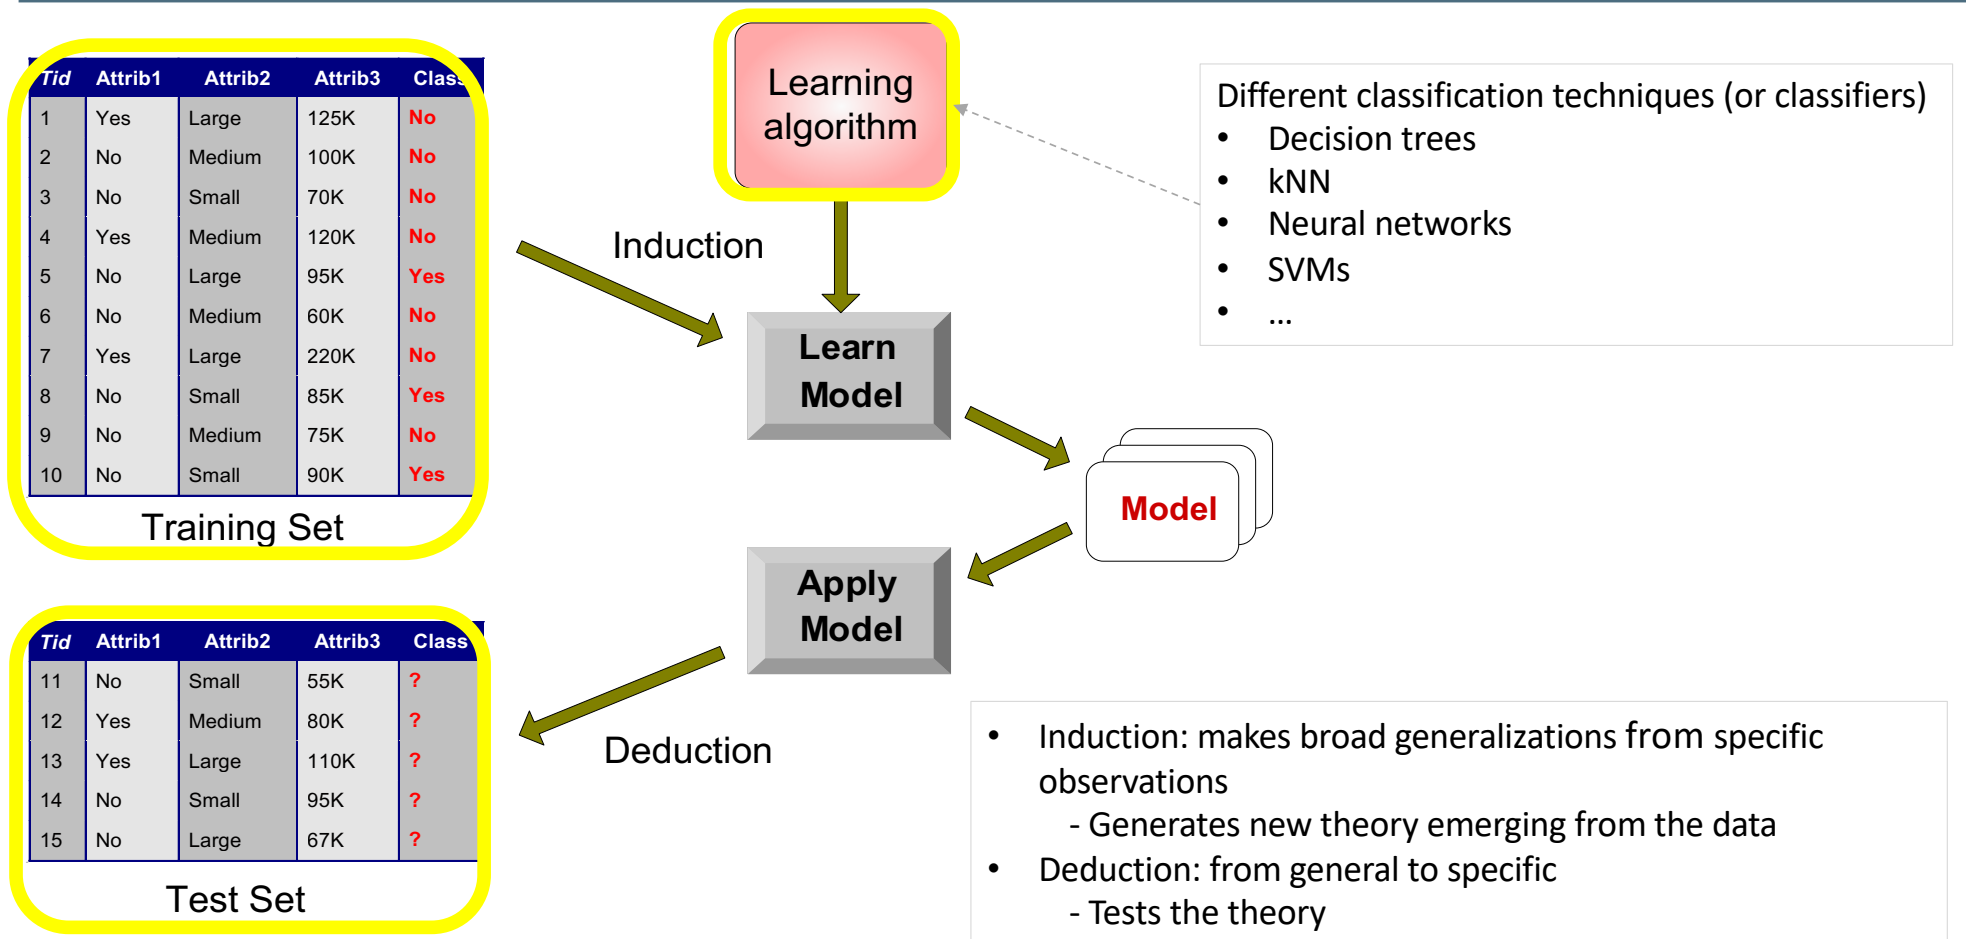 Tid Attrib1 Attrib2 Attrib3 Class
1 Yes Large 125K No
2 No Medium 100K No
3 No Small 70K No
4 Yes Medium 120K No
5 No Large 95K Yes
6 No Medium 60K No
7 Yes Large 220K No
8 No Small 85K Yes
9 No Medium 75K No
10 No Small 90K Yes
Training Set
Learning
algorithm
Different classification techniques (or classifiers)
• Decision trees
• kNN
• Neural networks
• SVMs
• ...
Induction
Learn
Model
Model
Apply
Model
Deduction
Tid Attrib1 Attrib2 Attrib3 Class
11 No Small 55K ?
12 Yes Medium 80K ?
13 Yes Large 110K ?
14 No Small 95K ?
15 No Large 67K ?
Test Set
• Induction: makes broad generalizations from specific
observations
- Generates new theory emerging from the data
• Deduction: from general to specific
- Tests the theory